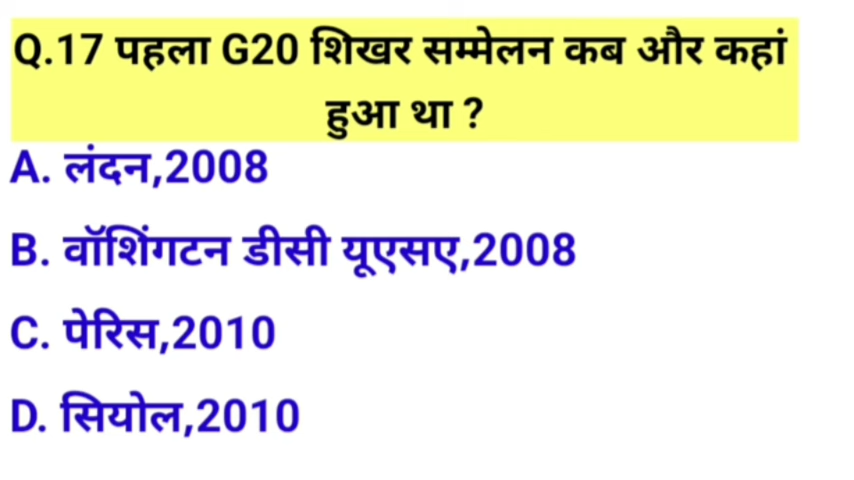 Q.17 पहला G20 शिखर सम्मेलन कब और कहां
हुआ था ?
A. लंदन,2008
B. वॉशिंगटन डीसी यूएसए,2008
C. पेरिस,2010
D. सियोल,2010